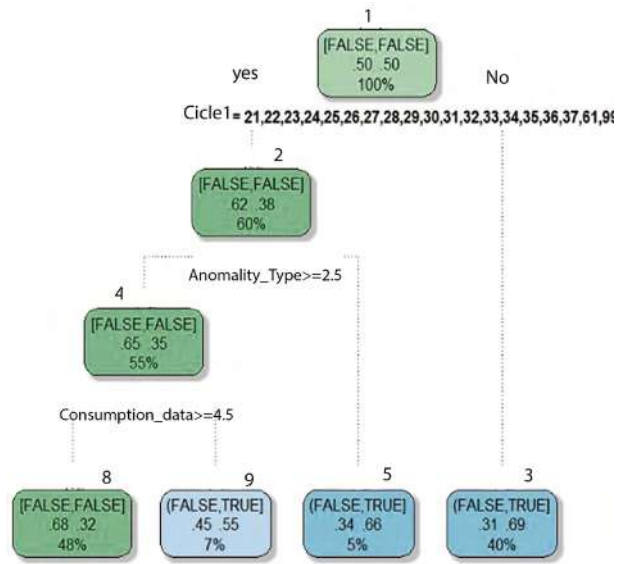 1
[FALSE,FALSE]
.50 .50
100%
yes
No
Cicle1= 21,22,23,24,25,26,27,28,29,30,31,32,33,34,35,36,37,61,99
2
[FALSE,FALSE]
.62 .38
60%
Anomality_Type>=2.5
4
[FALSE,FALSE]
.65 .35
55%
Consumption_data>=4.5
8
[FALSE,FALSE]
.68 .32
48%
9
(FALSE,TRUE]
.45 .55
7%
5
(FALSE,TRUE]
.34 .66
5%
3
(FALSE,TRUE]
.31 .69
40%